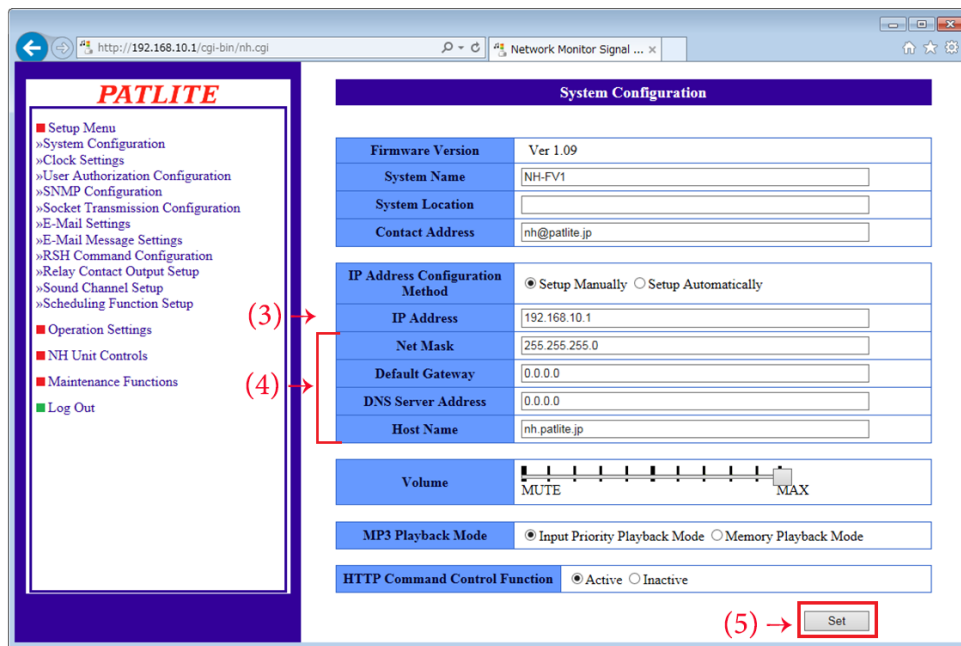 http://192.168.10.1/cgi-bin/nh.cgi
Network Monitor Signal ...
PATLITE
Setup Menu
»System Configuration
»Clock Settings
»User Authorization Configuration
»SNMP Configuration
»Socket Transmission Configuration
»E-Mail Settings
»E-Mail Message Settings
»RSH Command Configuration
»Relay Contact Output Setup
»Sound Channel Setup
»Scheduling Function Setup
Operation Settings
NH Unit Controls
Maintenance Functions
Log Out
System Configuration
Firmware Version Ver 1.09
System Name NH-FV1
System Location
Contact Address nh@patlite.jp
IP Address Configuration
Method
Setup Manually Setup Automatically
(3) → IP Address 192.168.10.1
Net Mask 255.255.255.0
(4) → Default Gateway 0.0.0.0
DNS Server Address 0.0.0.0
Host Name nh.patlite.jp
Volume
MUTE MAX
MP3 Playback Mode Input Priority Playback Mode Memory Playback Mode
HTTP Command Control Function Active Inactive
(5) → Set